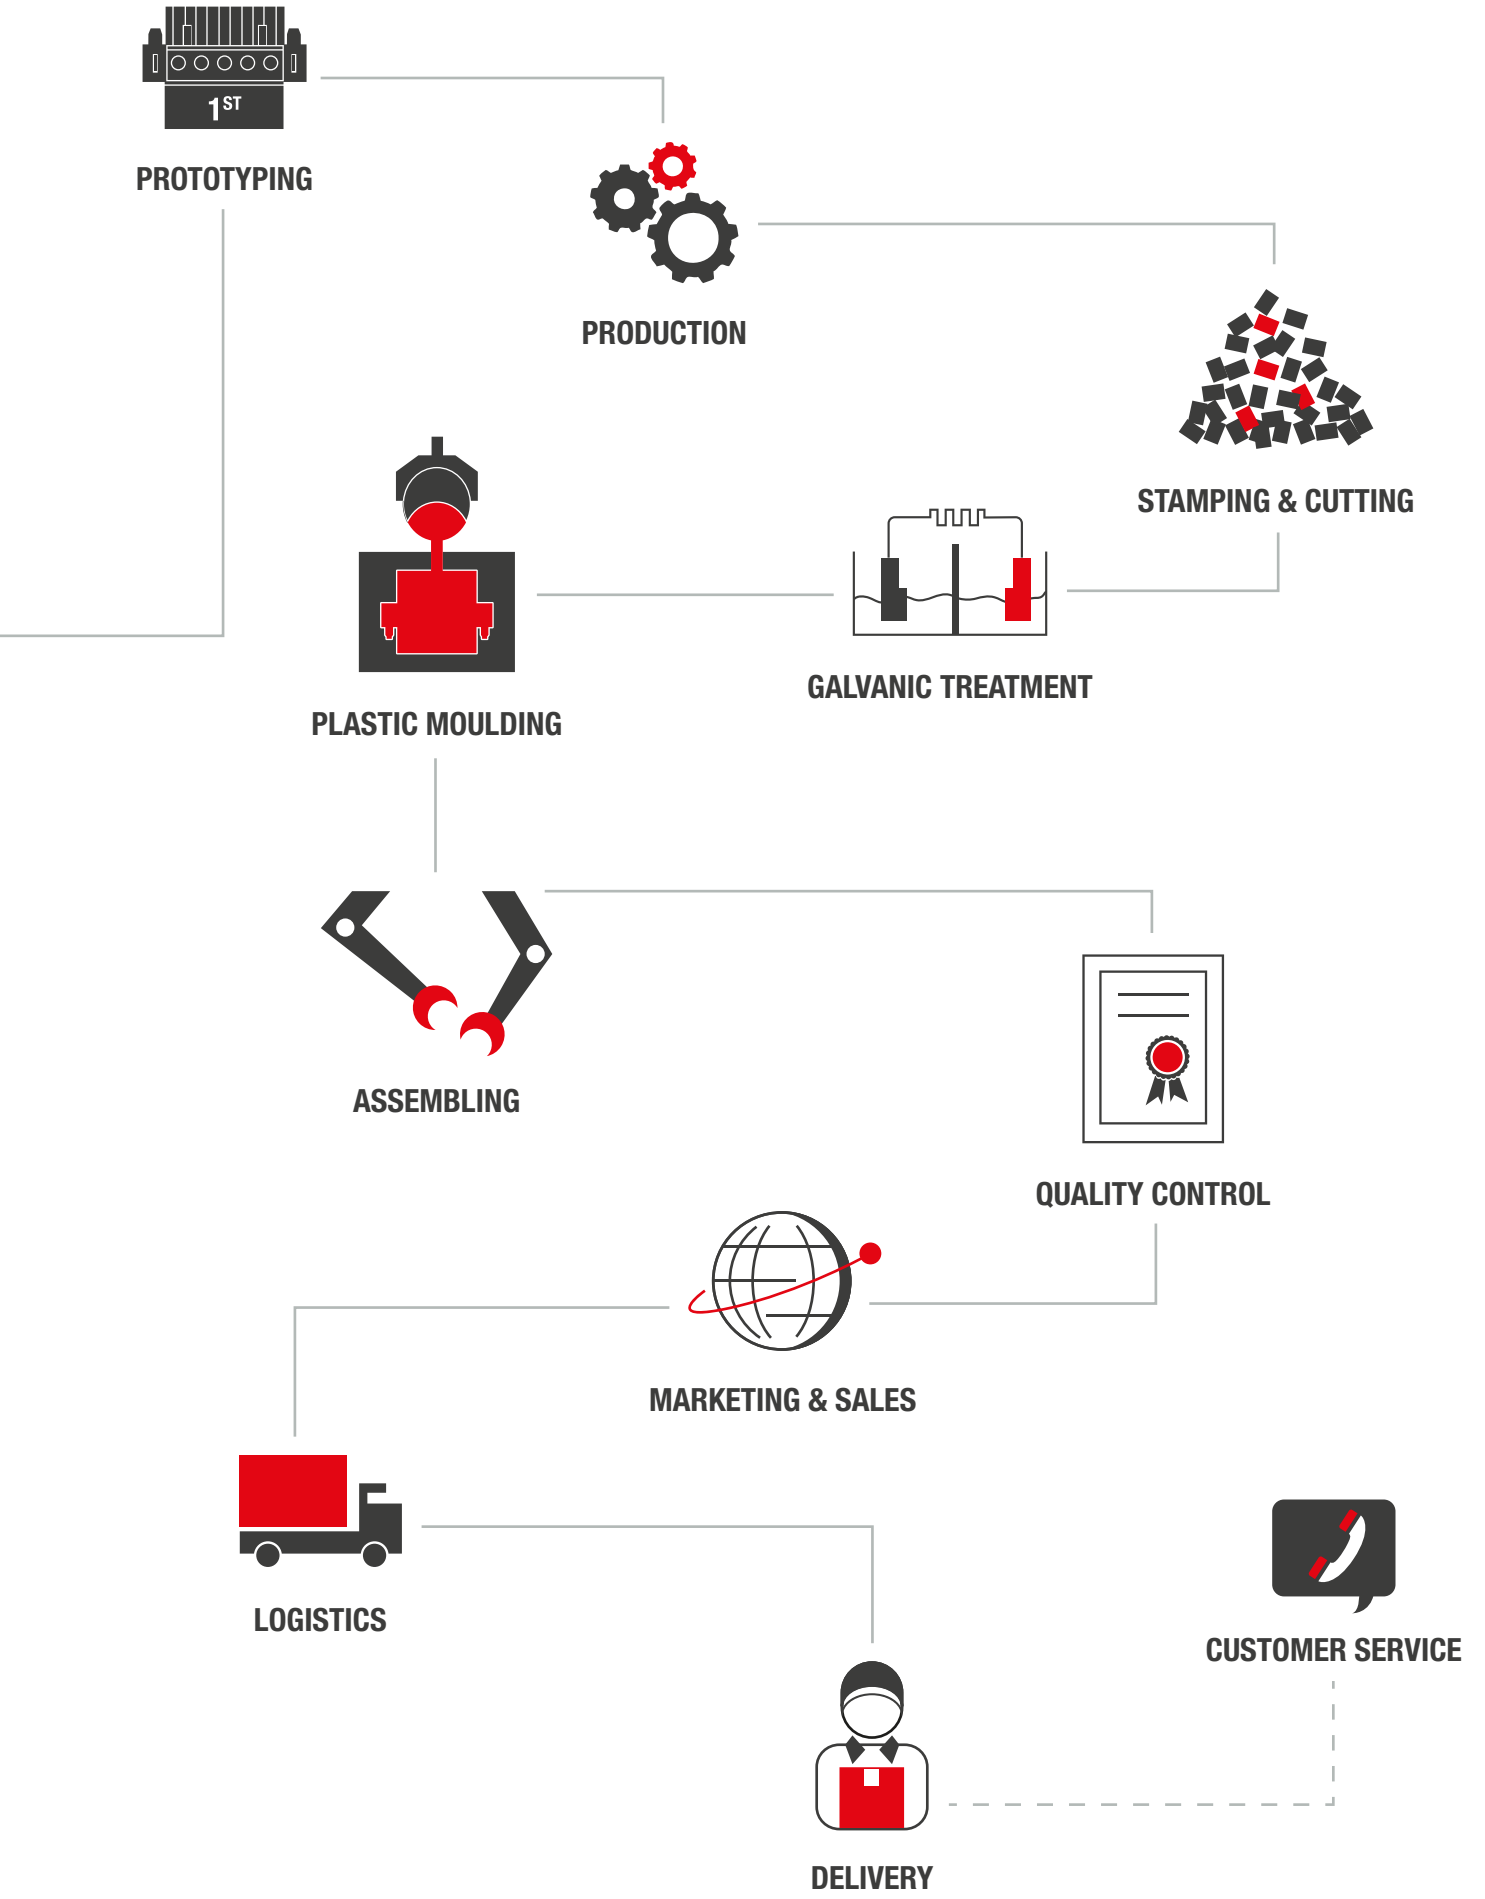 1ST
PROTOTYPING
PRODUCTION
STAMPING & CUTTING
GALVANIC TREATMENT
PLASTIC MOULDING
ASSEMBLING
QUALITY CONTROL
MARKETING & SALES
LOGISTICS
CUSTOMER SERVICE
DELIVERY